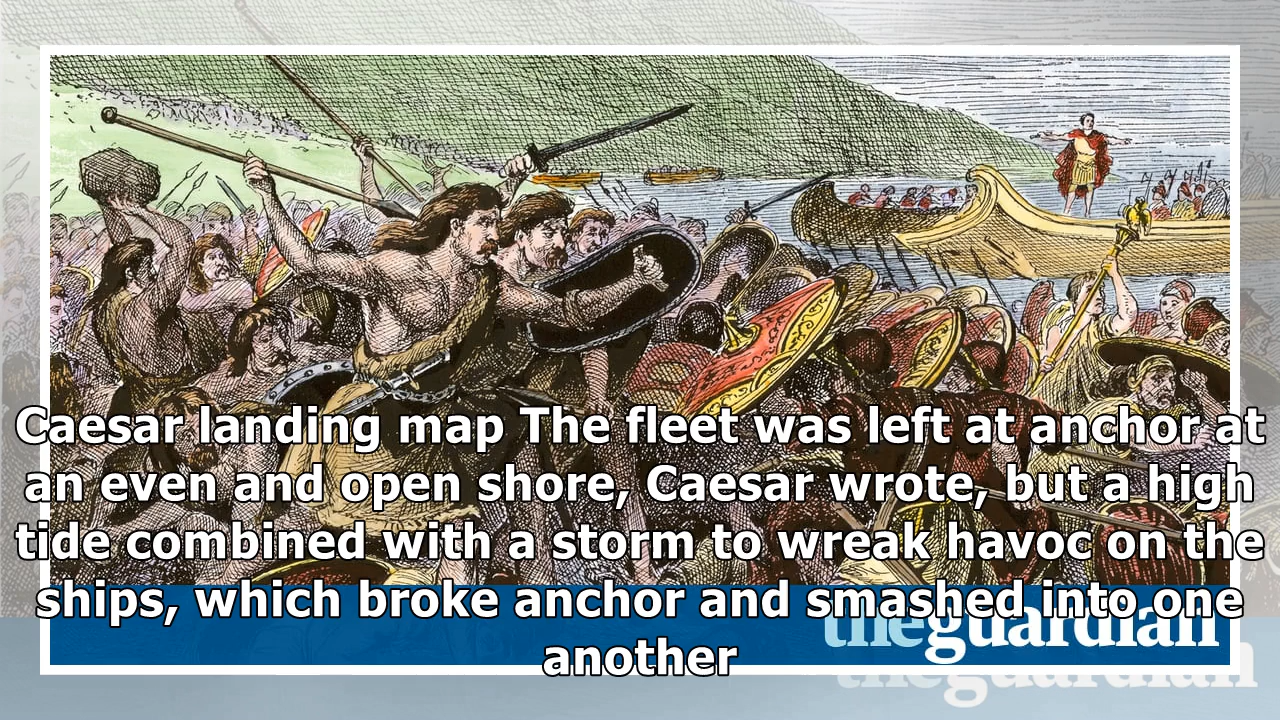 Caesar landing map The fleet was left at anchor at
an even and open shore, Caesar wrote, but a high
tide combined with a storm to wreak havoc on the
ships, which broke anchor and smashed into one
another
theguardian
theguardian